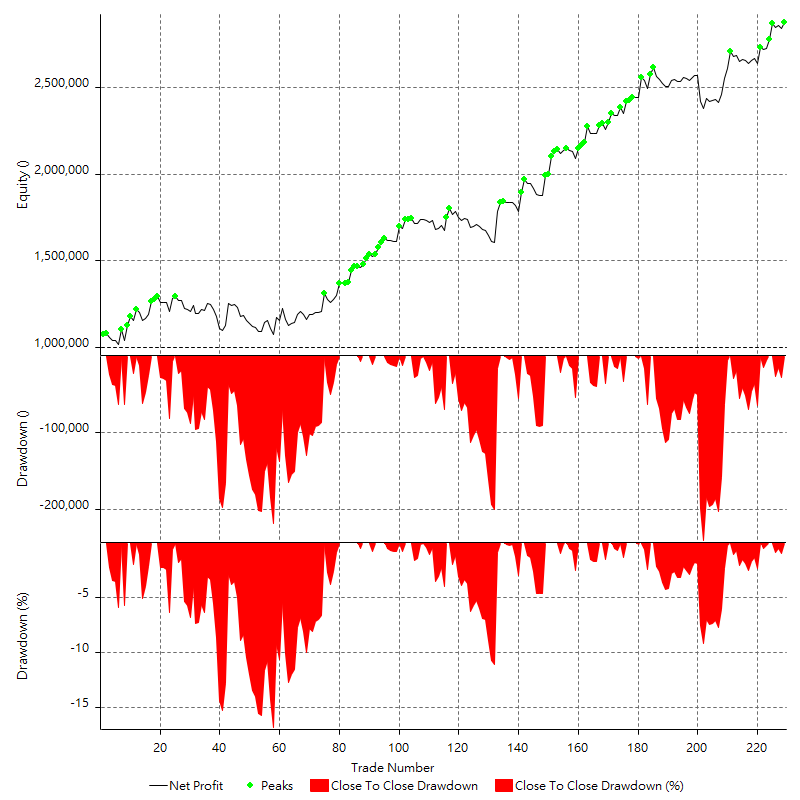 2,500,000
2,000,000
1,500,000
1,000,000
Equity ()
-100,000
-200,000
Drawdown ()
-5
-10
-15
Drawdown (%)
20 40 60 80 100 120 140 160 180 200 220
Trade Number
Net Profit Peaks Close To Close Drawdown Close To Close Drawdown (%)